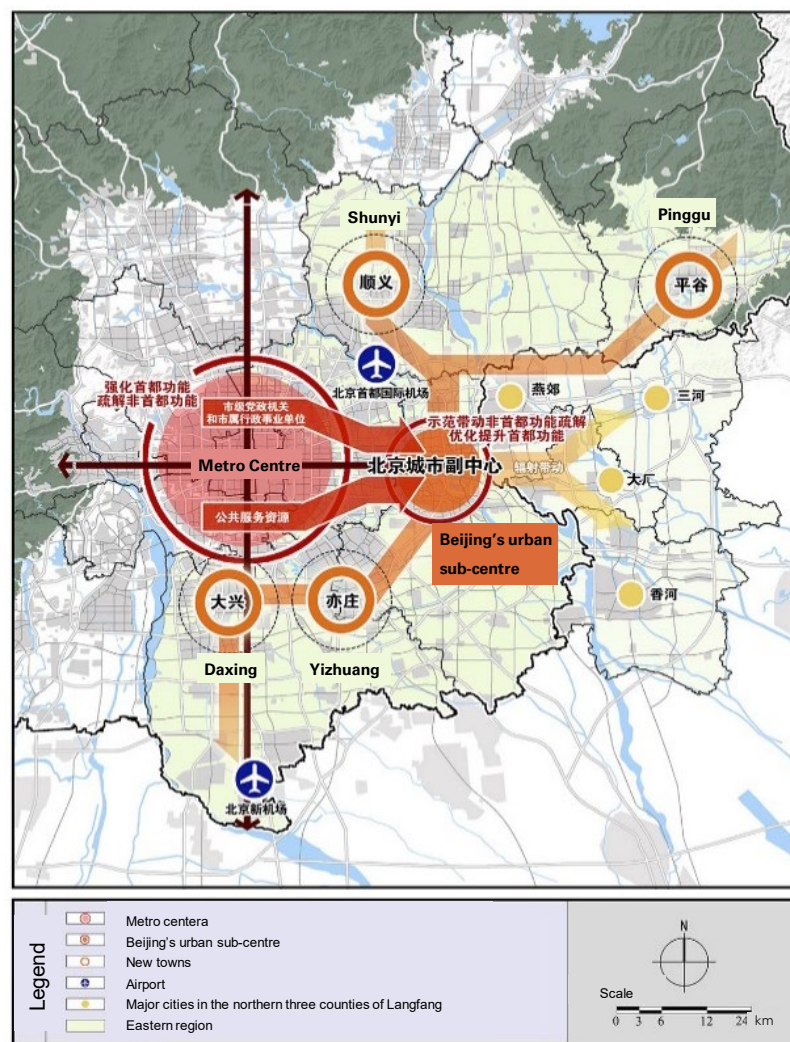 Shunyi
Pinggu
顺义
平谷
北京首都国际机场
燕郊
三河
强化首都功能
疏解非首都功能
市级党政机关
和市属行政事业单位
示范带动非首都功能疏解
优化提升首都功能
Metro Centre
北京城市副中心
辐射带动
大厂
公共服务资源
Beijing's urban
sub-centre
大兴
亦庄
香河
Daxing
Yizhuang
北京新机场
Legend
Metro centera
Beijing's urban sub-centre
New towns
Airport
Major cities in the northern three counties of Langfang
Eastern region
N
Scale
0 3 6 12 24 km